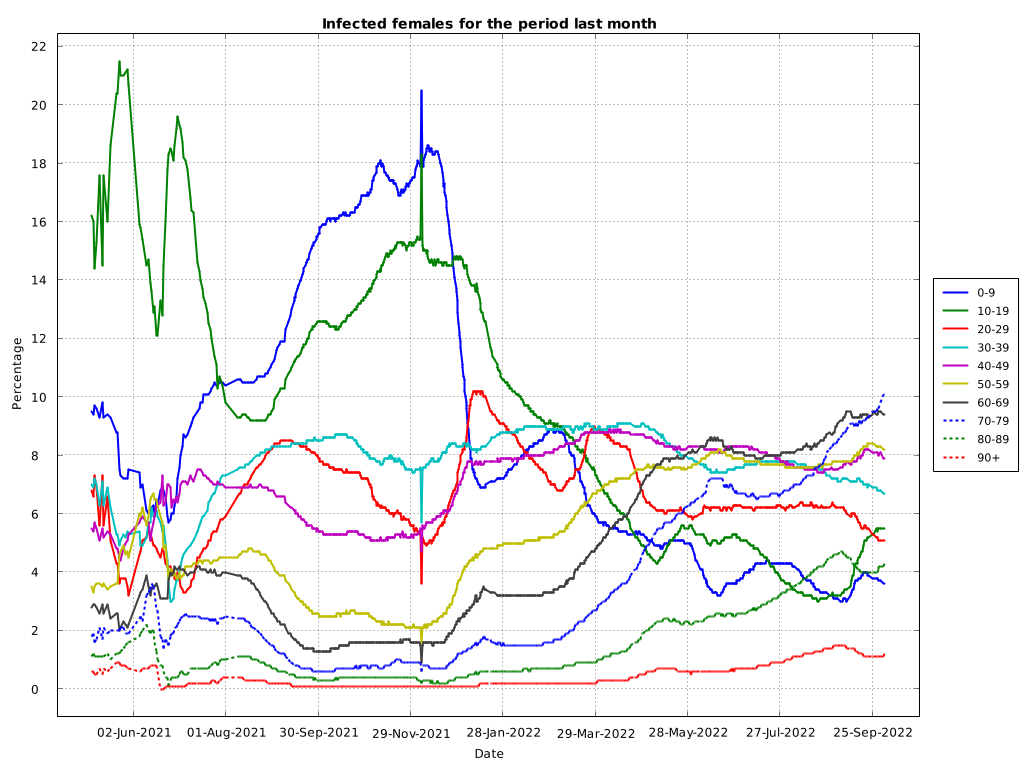 Infected females for the period last month
Percentage
22
20
18
16
14
12
10
8
6
4
2
0
02-Jun-2021
01-Aug-2021
30-Sep-2021
29-Nov-2021
28-Jan-2022
29-Mar-2022
28-May-2022
27-Jul-2022
25-Sep-2022
Date
0-9
10-19
20-29
30-39
40-49
50-59
60-69
70-79
80-89
90+